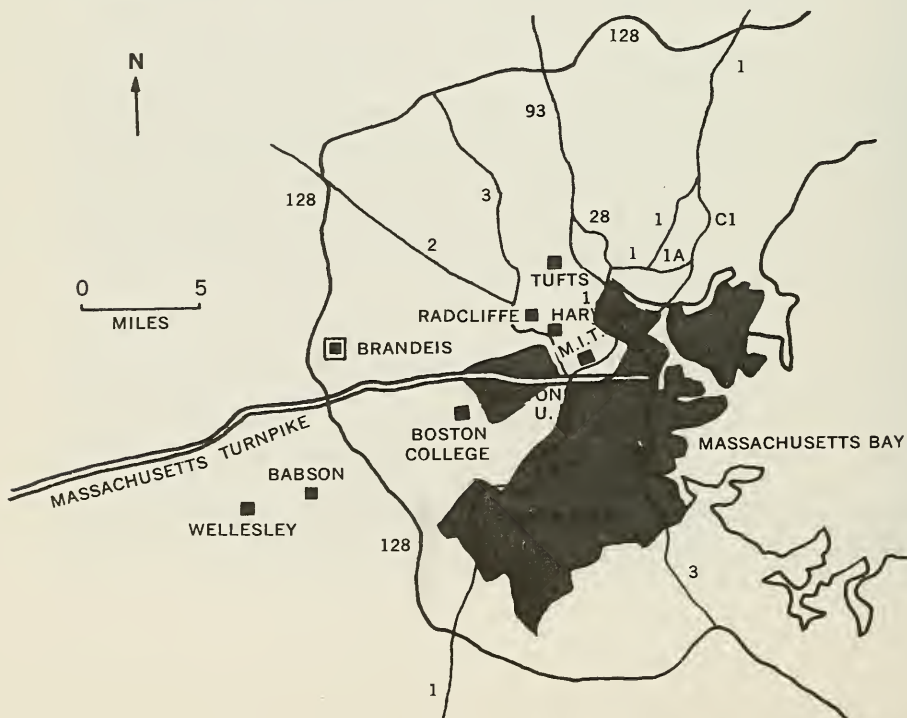 128
N
1
93
128
3
28
1
C1
2
1
1A
0 5
MILES
TUFTS
1
RADCLIFFE
M.I.T.
BRANDEIS
U.
BOSTON
COLLEGE
MASSACHUSETTS BAY
MASSACHUSETTS TURNPIKE
BABSON
WELLESLEY
128
3
1